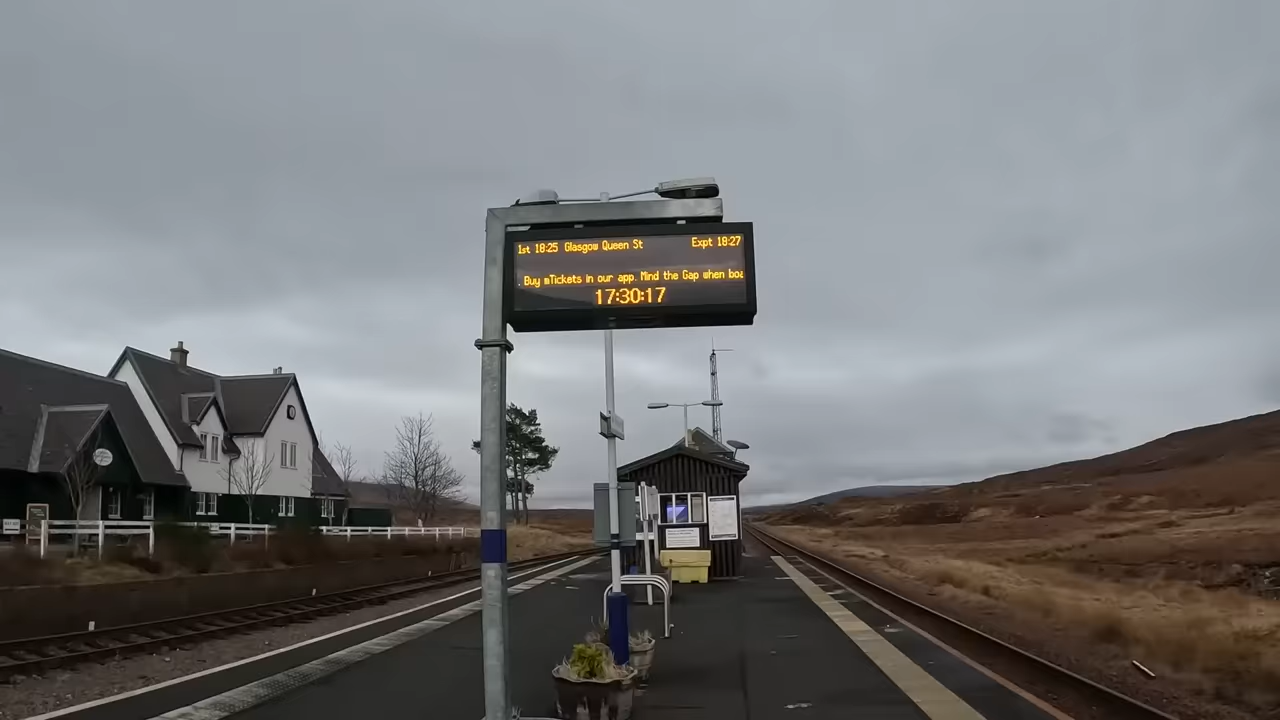 1st 18:25 Glasgow Queen St Expt 18:27
. Buy mTickets in our app. Mind the Gap when boa
17:30:17